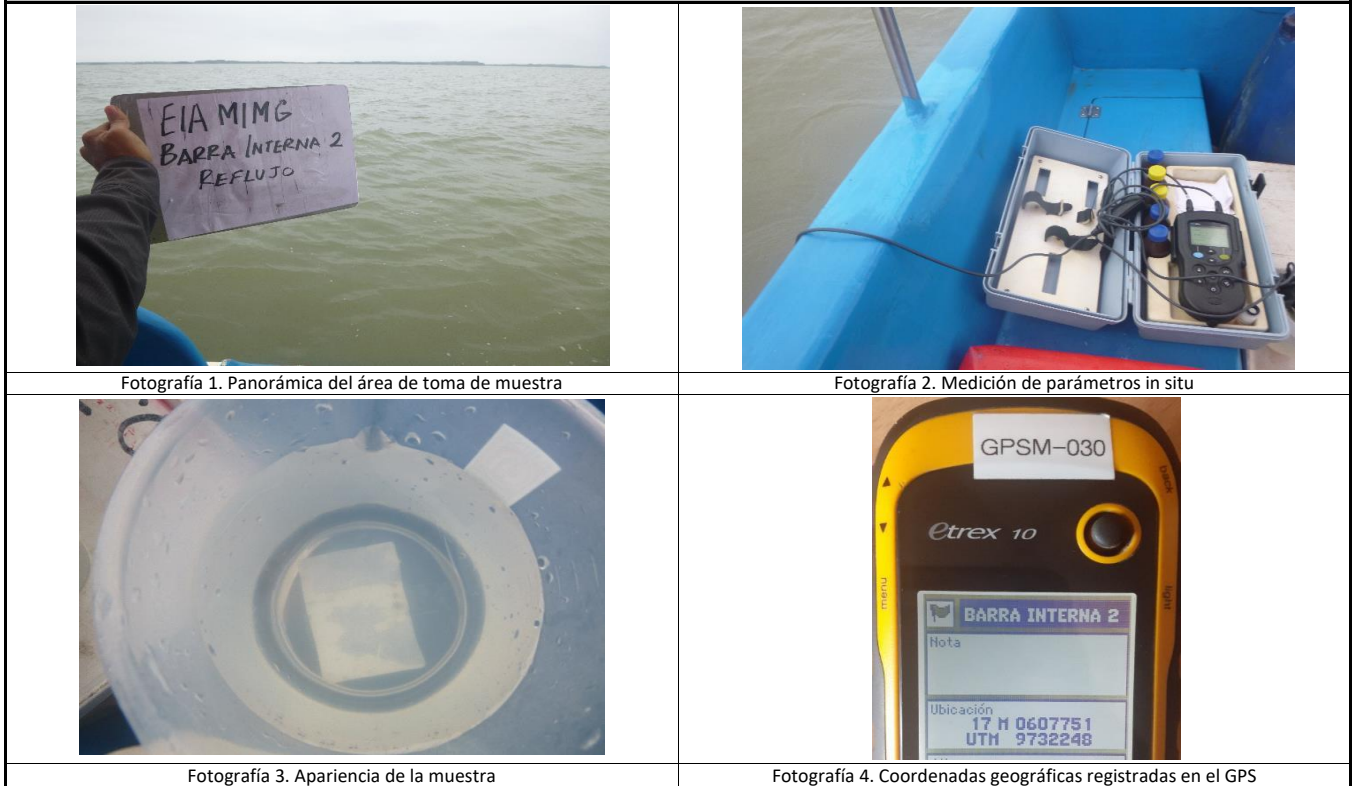 EIA MIMG
BARRA INTERNA 2
REFLUJO
Fotografía 1. Panorámica del área de toma de muestra
Fotografía 2. Medición de parámetros in situ
Fotografía 3. Apariencia de la muestra
GPSM-030
back
etrex 10
menu
light
BARRA INTERNA 2
Nota
Ubicación
17 M 0607751
UTM 9732248
Fotografía 4. Coordenadas geográficas registradas en el GPS